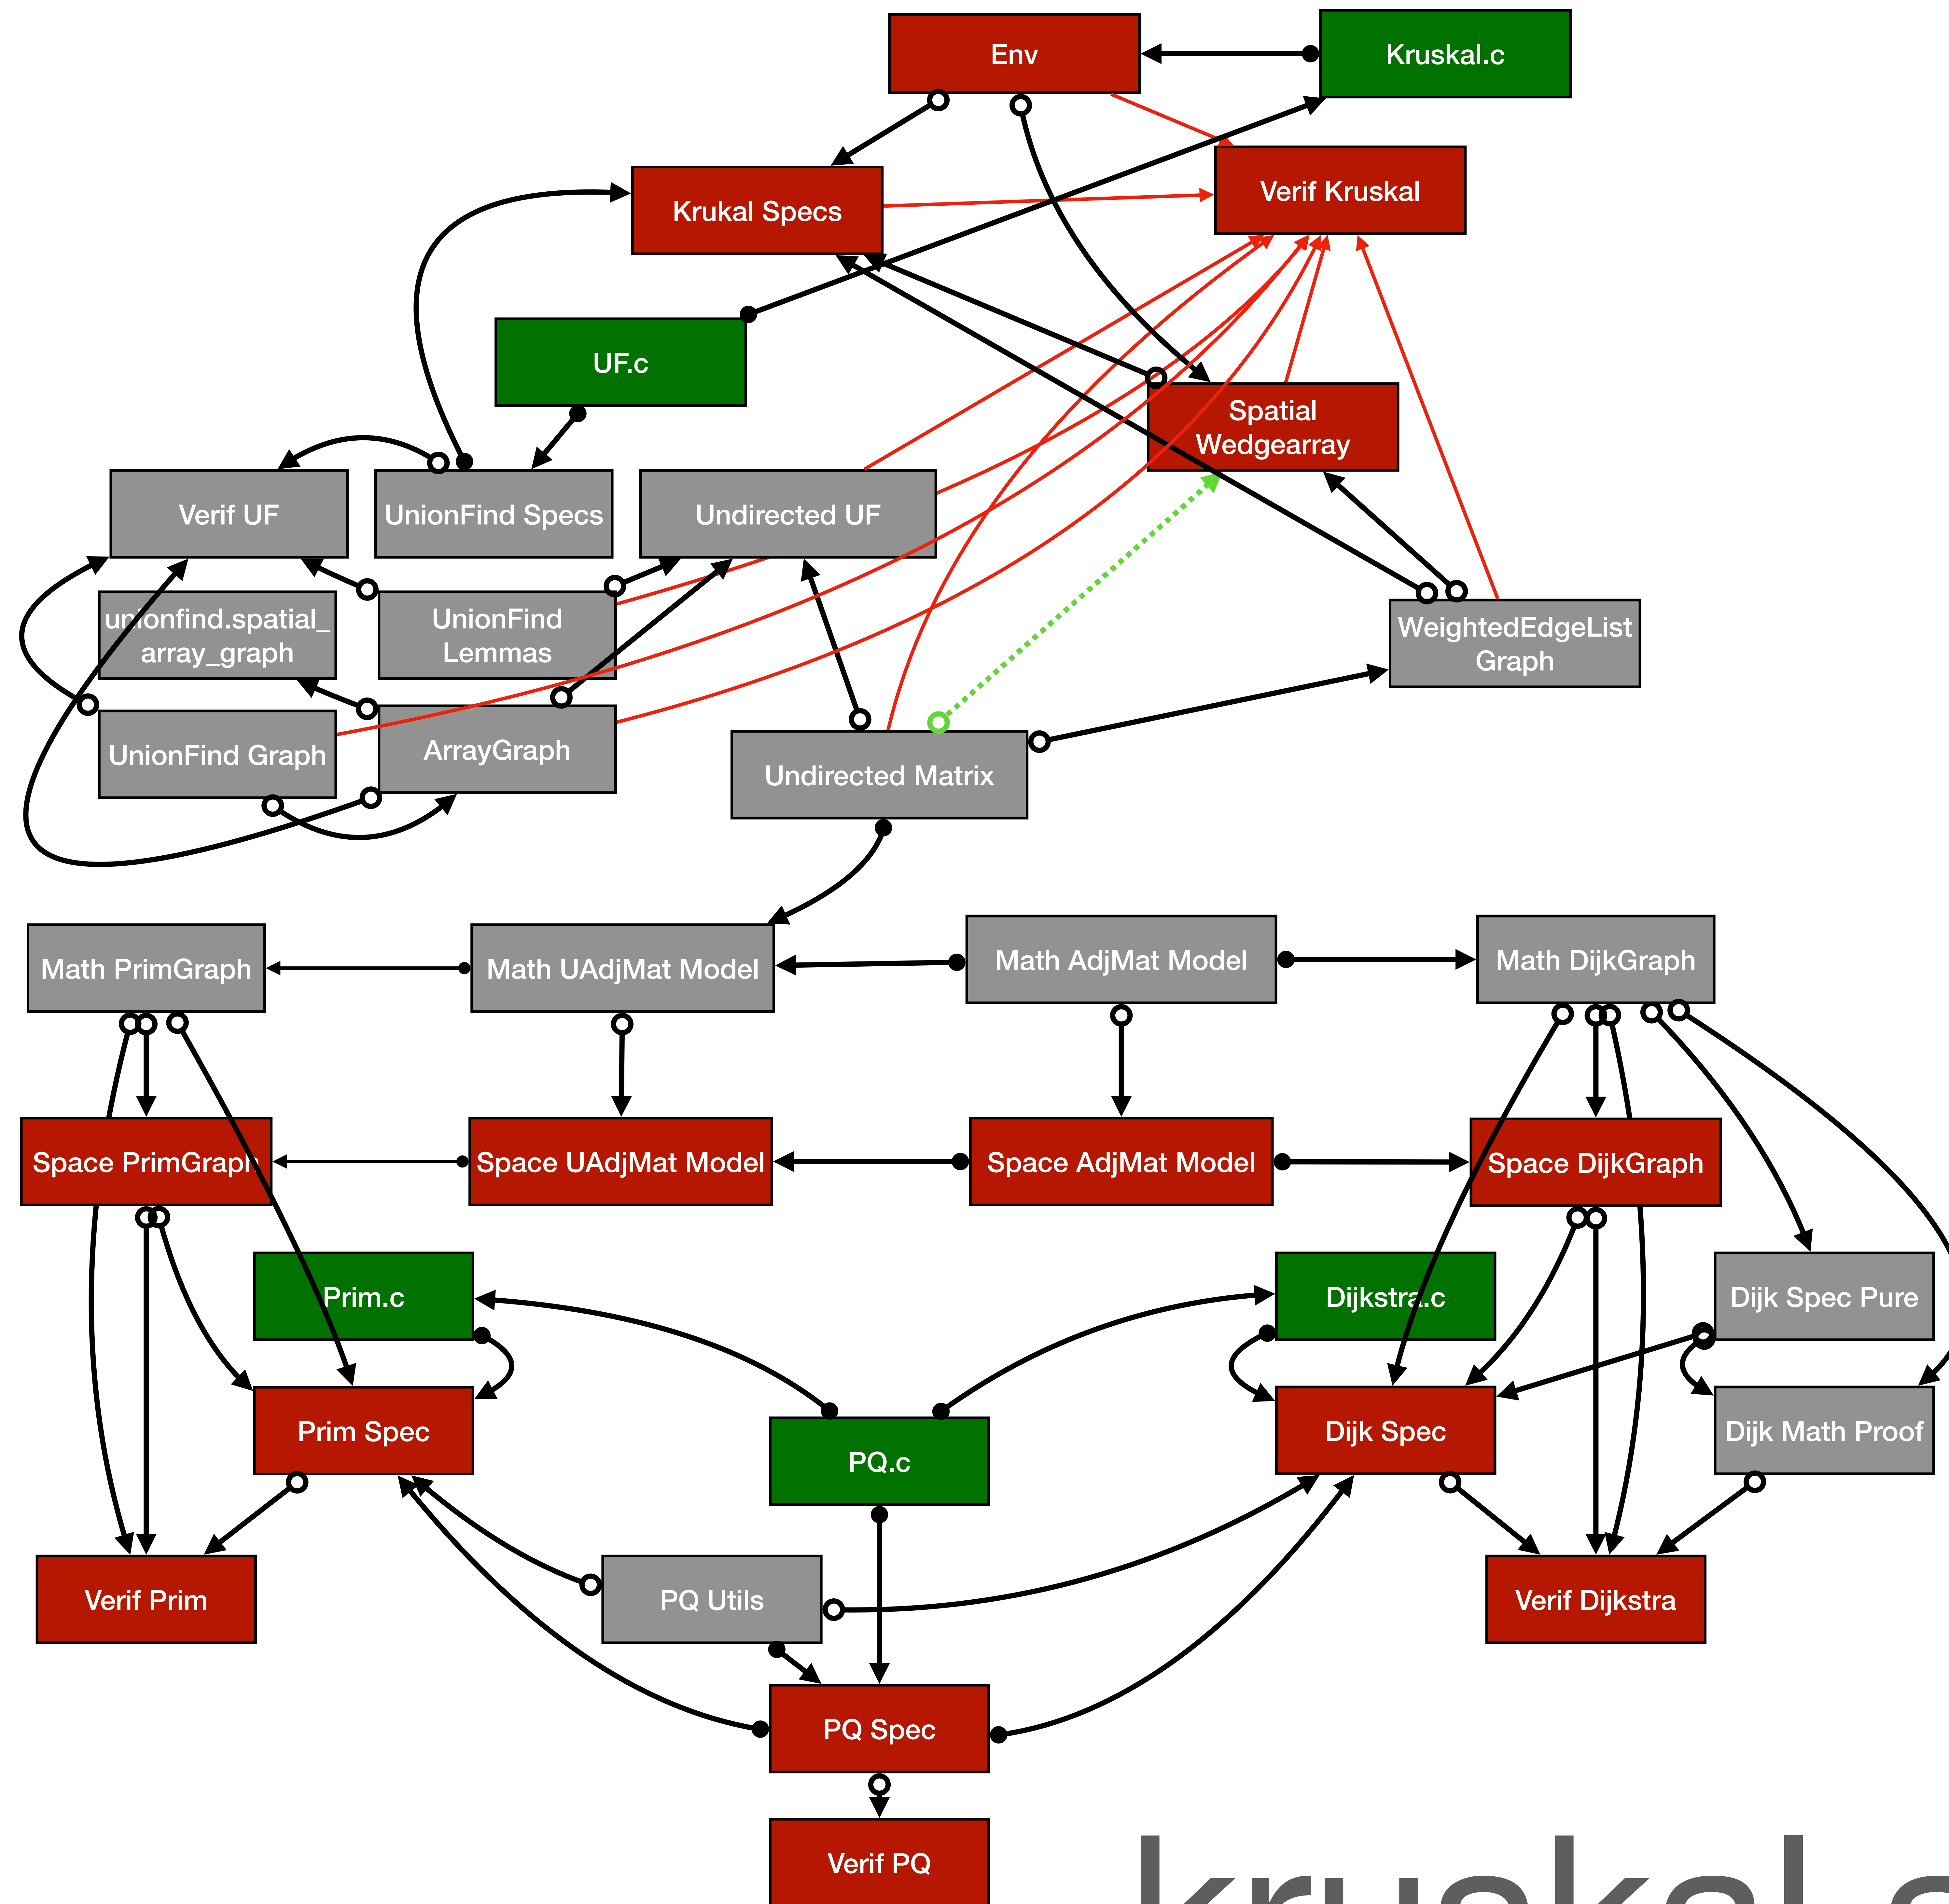 Env
Kruskal.c
Verif Kruskal
Krukal Specs
UF.c
Spatial
Wedgearray
Verif UF
UnionFind Specs
Undirected UF
unionfind.spatial_
array_graph
UnionFind
Lemmas
WeightedEdgeList
Graph
UnionFind Graph
ArrayGraph
Undirected Matrix
Math PrimGraph
Math UAdjMat Model
Math AdjMat Model
Math DijkGraph
Space PrimGraph
Space UAdjMat Model
Space AdjMat Model
Space DijkGraph
Prim.c
Dijkstra.c
Dijk Spec Pure
Prim Spec
PQ.c
Dijk Spec
Dijk Math Proof
Verif Prim
PQ Utils
Verif Dijkstra
PQ Spec
Verif PQ
kruskal